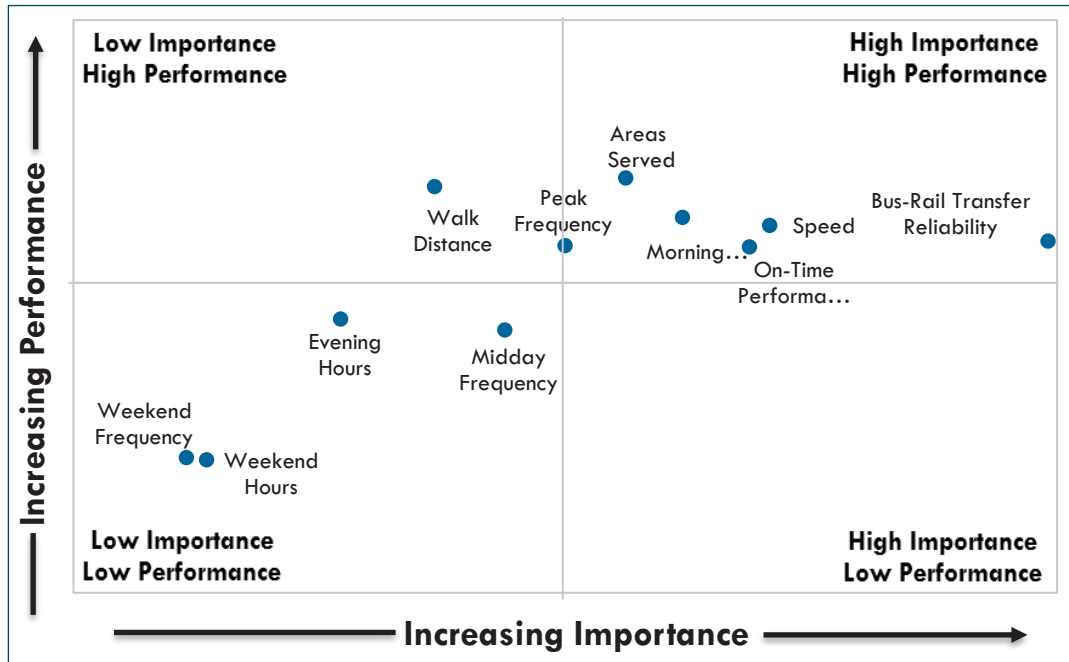 Low Importance
High Performance
High Importance
High Performance
Areas
Served
Walk
Distance
Peak
Frequency
Morning…
Speed
On-Time
Performa…
Bus-Rail Transfer
Reliability
Evening
Hours
Midday
Frequency
Weekend
Frequency
Weekend
Hours
Low Importance
Low Performance
High Importance
Low Performance
Increasing Performance
Increasing Importance